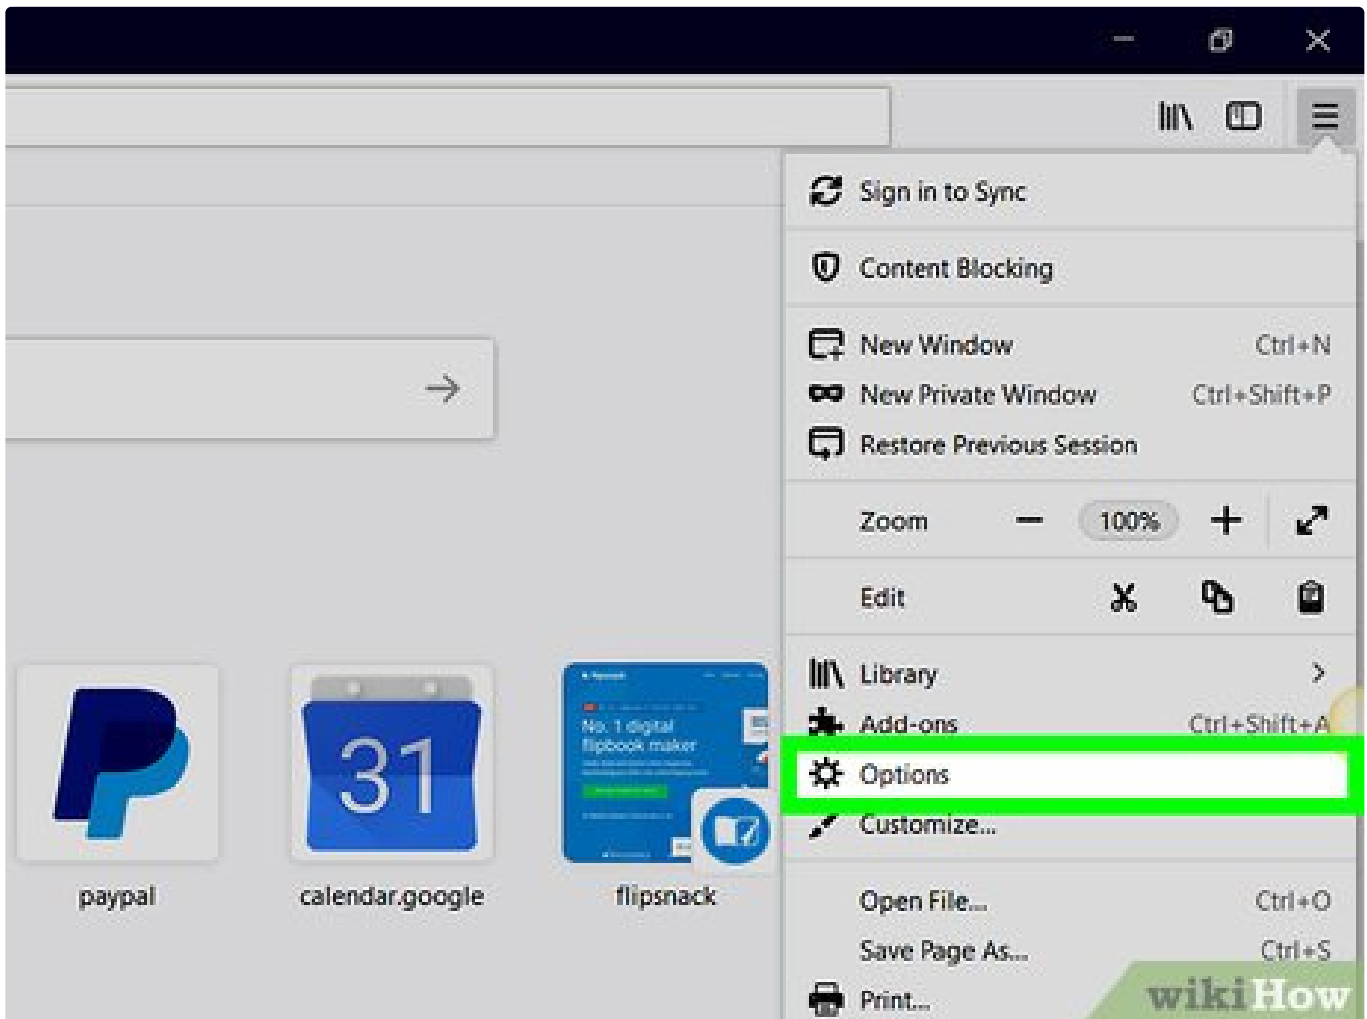 Sign in to Sync
Content Blocking
New Window Ctrl+N
New Private Window Ctrl+Shift+P
Restore Previous Session
Zoom 100%
Edit
Library
Add-ons Ctrl+Shift+A
Options
Customize...
Open File... Ctrl+O
Save Page As... Ctrl+S
Print...
31
No. 1 digital
flipbook maker
paypal
calendar.google
flipsnack
wikiHow